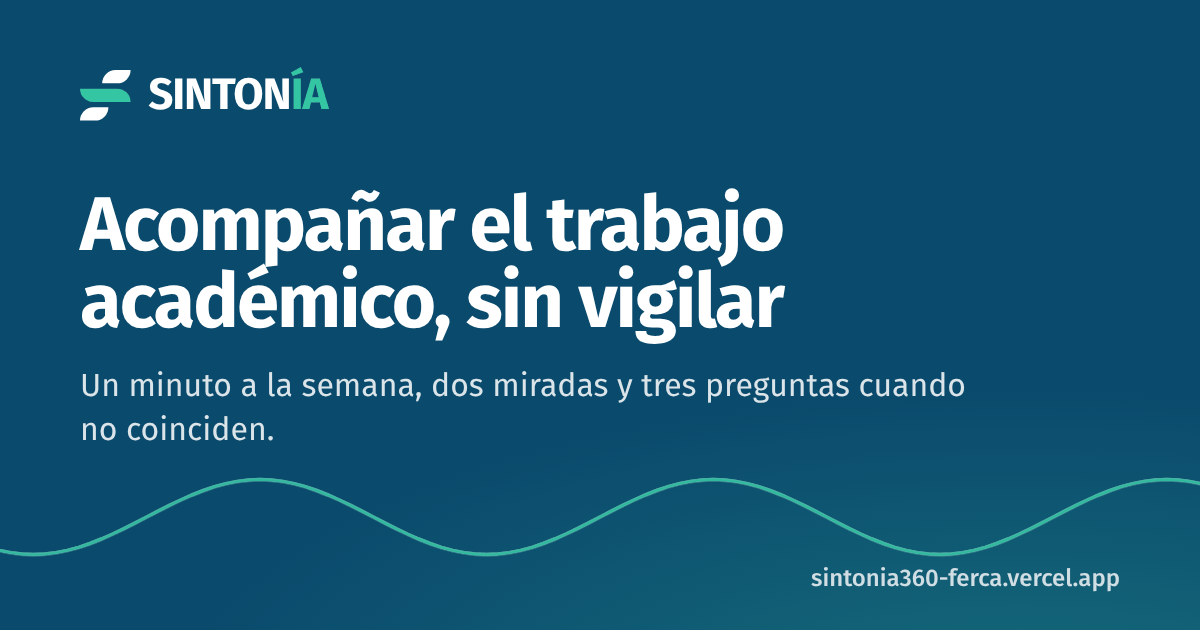 SINTONÍA
Acompañar el trabajo
académico, sin vigilar
Un minuto a la semana, dos miradas y tres preguntas cuando
no coinciden.
sintonia360-ferca.vercel.app